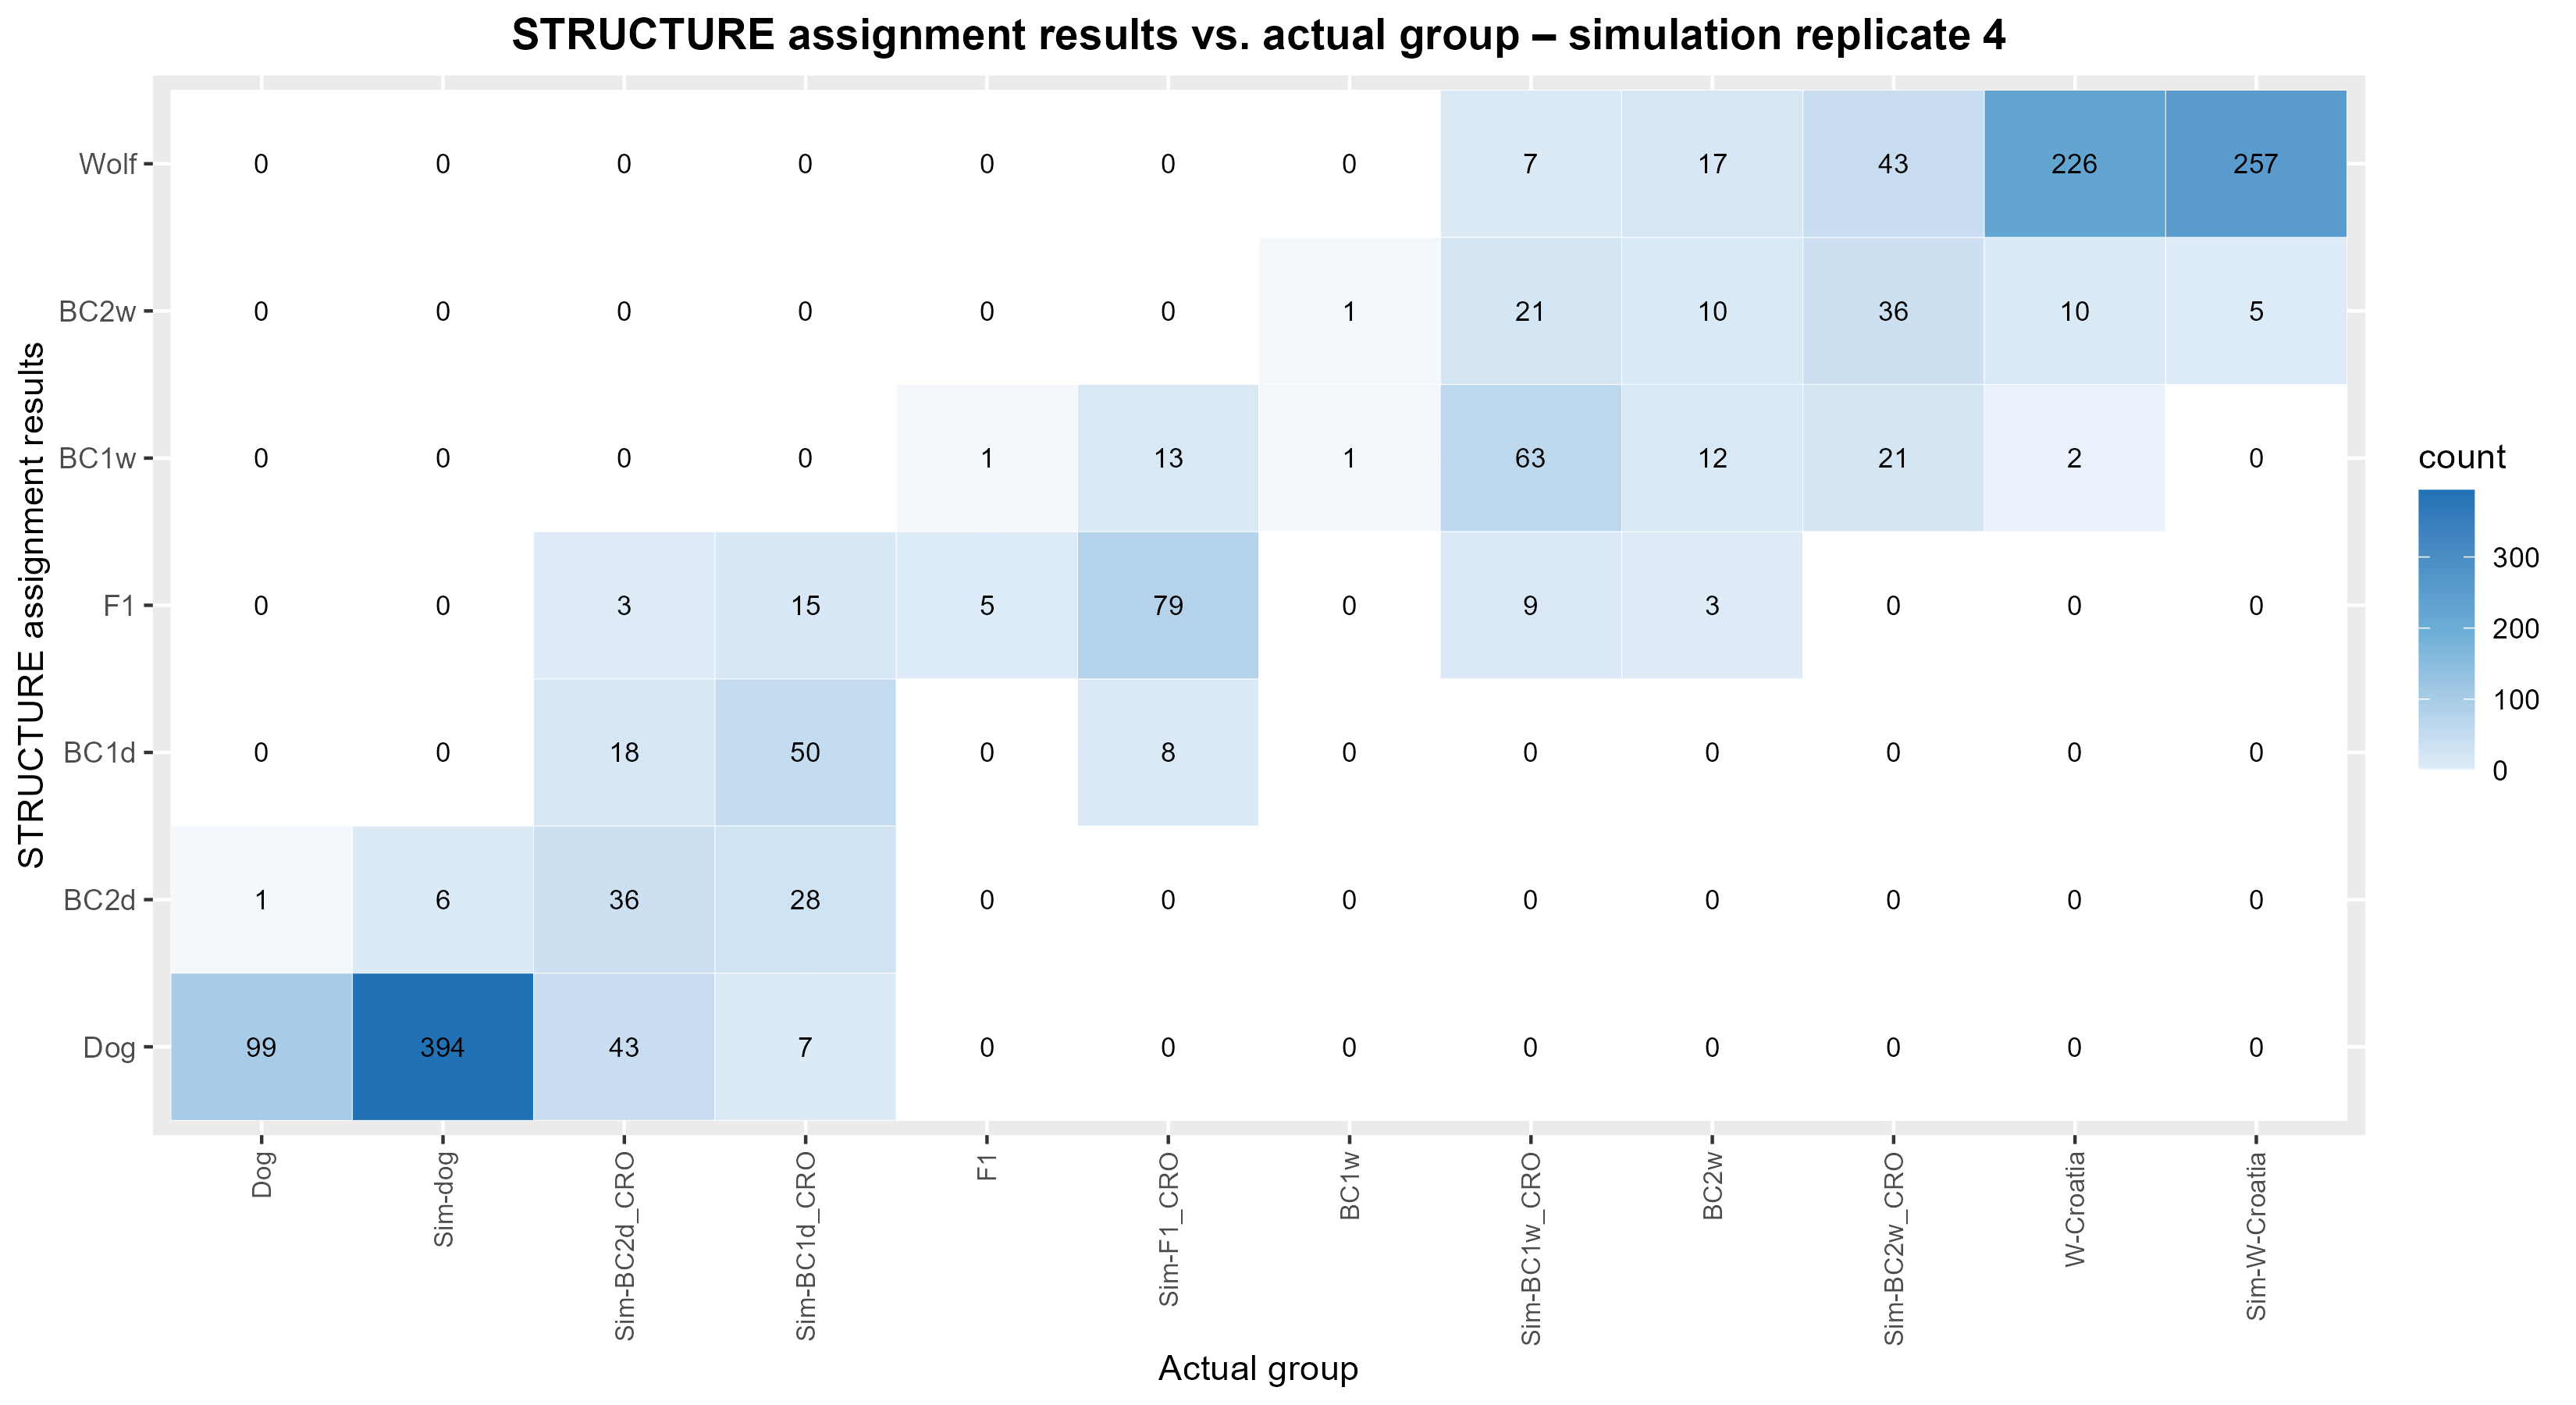 STRUCTURE assignment results vs. actual group – simulation replicate 4
STRUCTURE assignment results
Wolf 0 0 0 0 0 0 0 7 17 43 226 257
BC2w 0 0 0 0 0 0 1 21 10 36 10 5
BC1w 0 0 0 0 1 13 1 63 12 21 2 0
F1 0 0 3 15 5 79 0 9 3 0 0 0
BC1d 0 0 18 50 0 8 0 0 0 0 0 0
BC2d 1 6 36 28 0 0 0 0 0 0 0 0
Dog 99 394 43 7 0 0 0 0 0 0 0 0
Dog
Sim-dog
Sim-BC2d_CRO
Sim-BC1d_CRO
F1
Sim-F1_CRO
BC1w
Sim-BC1w_CRO
BC2w
Sim-BC2w_CRO
W-Croatia
Sim-W-Croatia
Actual group
count
300
200
100
0